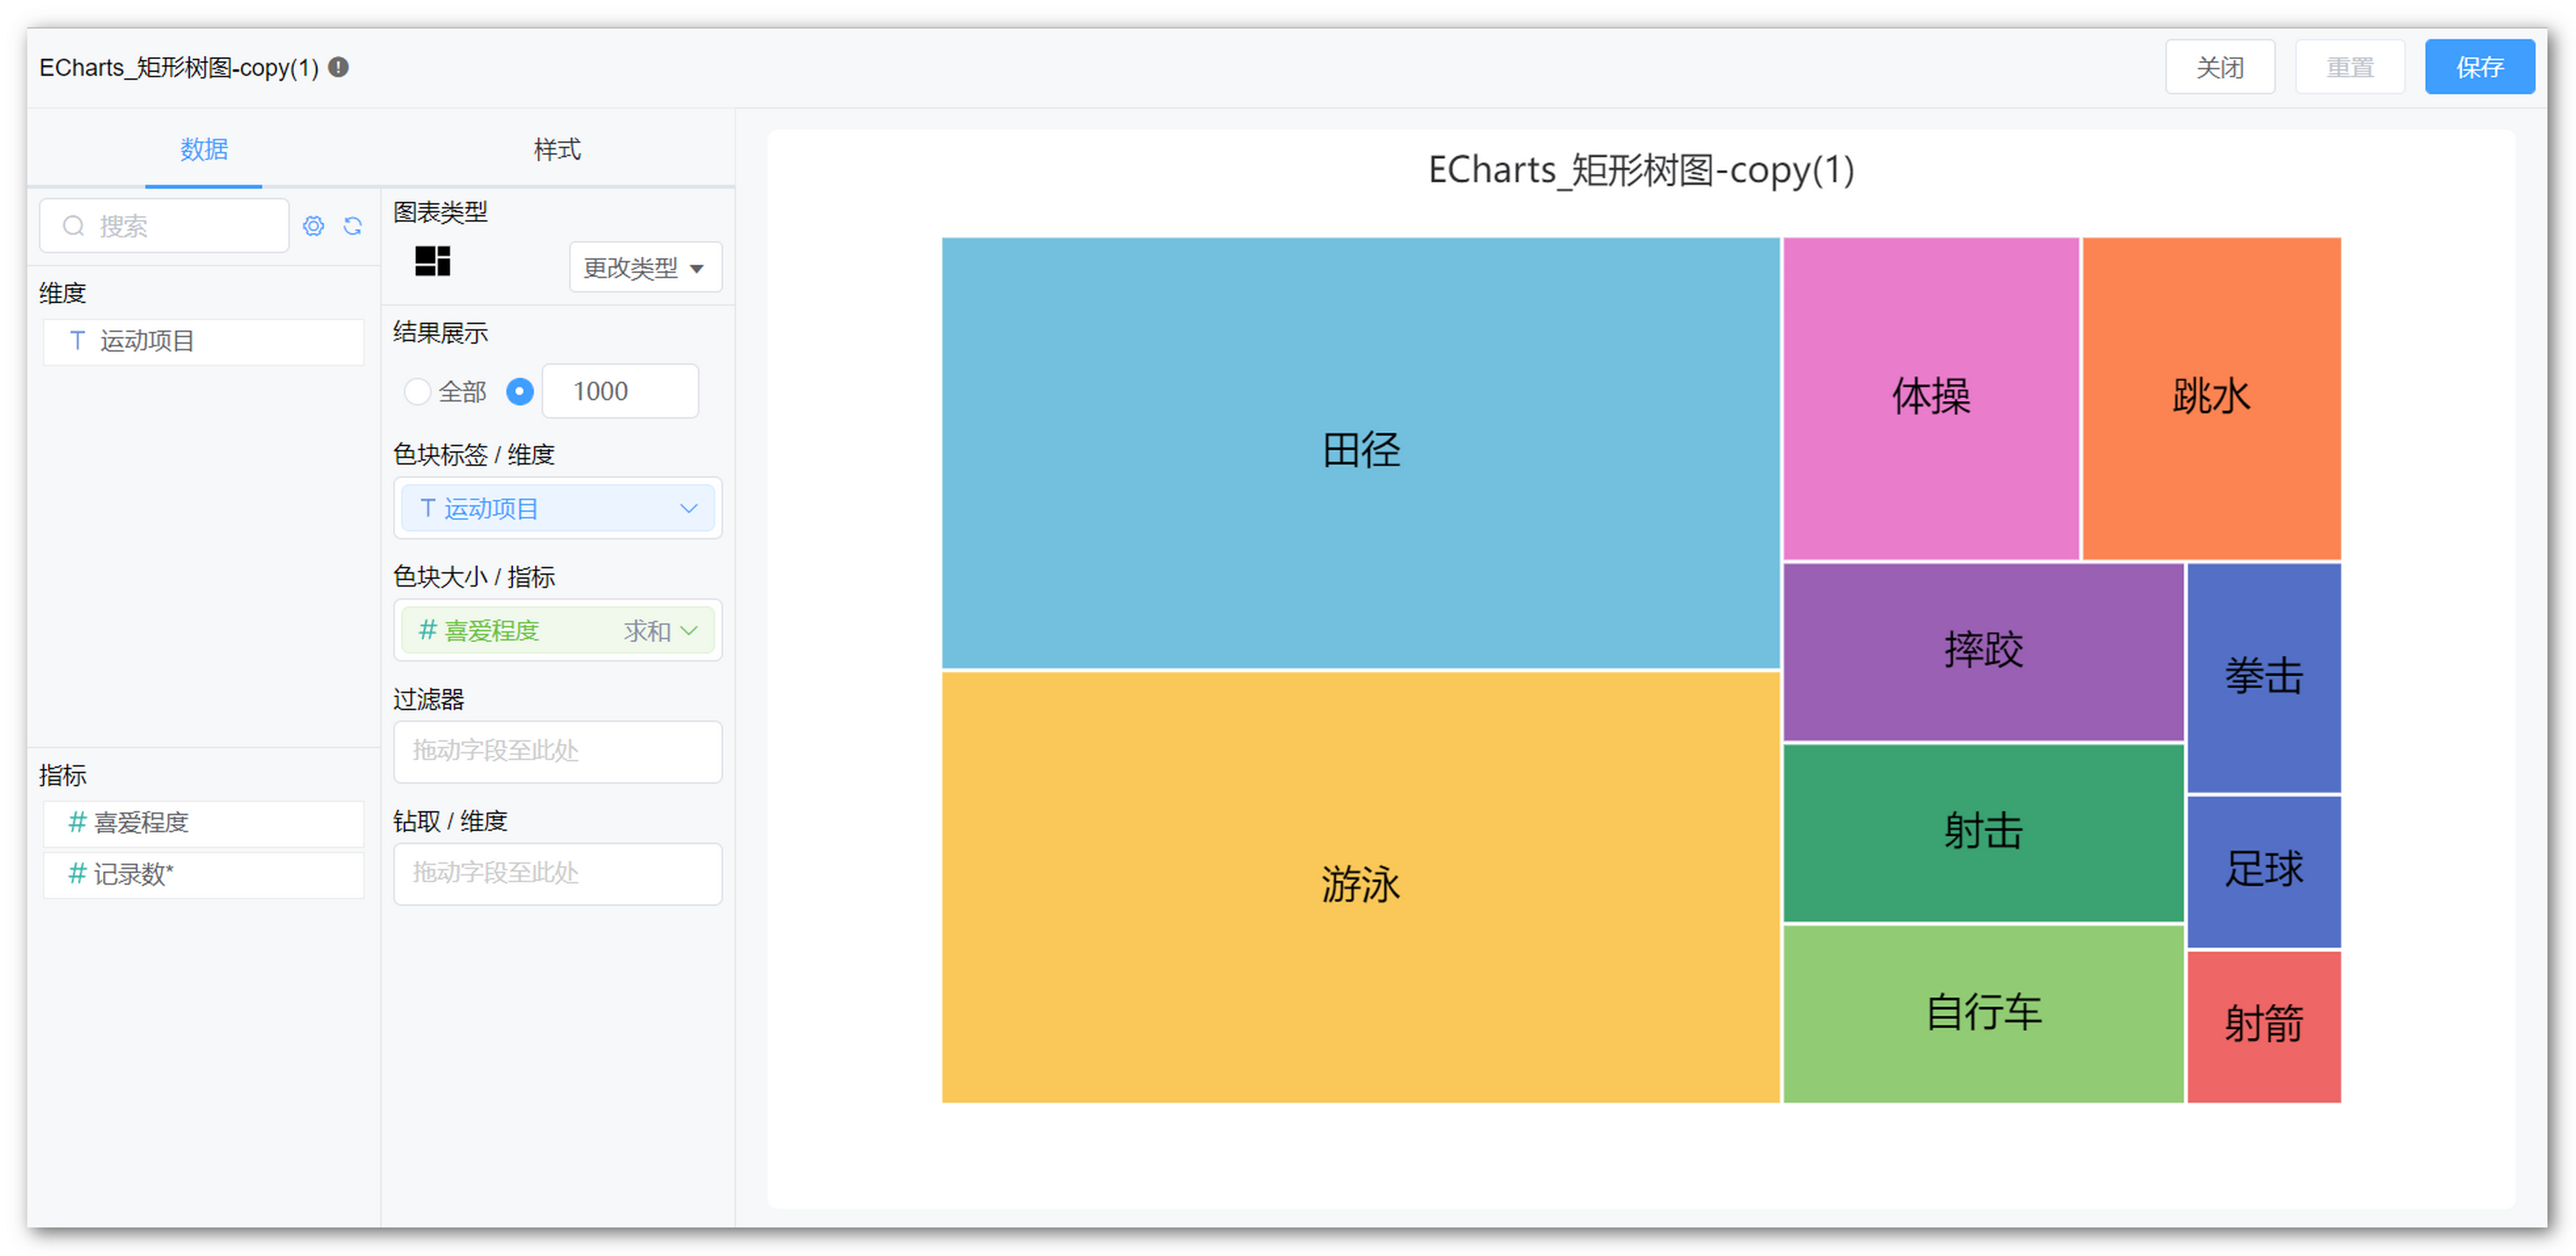 ECharts_矩形树图-copy(1)
关闭
重置
保存
数据
样式
搜索
维度
T 运动项目
指标
# 喜爱程度
# 记录数*
图表类型
更改类型
结果展示
全部
1000
色块标签 / 维度
T 运动项目
色块大小 / 指标
# 喜爱程度 求和
过滤器
拖动字段至此处
钻取 / 维度
拖动字段至此处
ECharts_矩形树图-copy(1)
田径
体操
跳水
摔跤
拳击
射击
足球
游泳
自行车
射箭